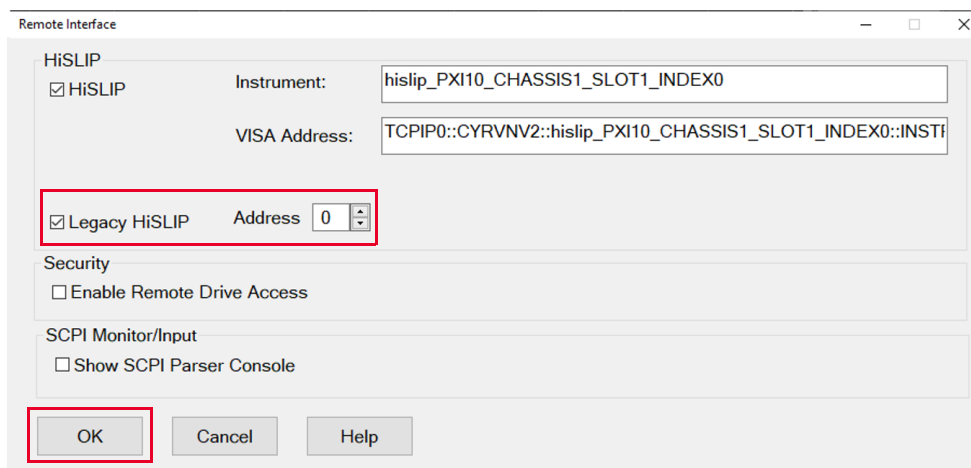 Remote Interface
HiSLIP
HiSLIP
Instrument:
hislip_PXI10_CHASSIS1_SLOT1_INDEX0
VISA Address:
TCPIP0::CYRVNV2::hislip_PXI10_CHASSIS1_SLOT1_INDEX0::INST
Legacy HiSLIP
Address
0
Security
Enable Remote Drive Access
SCPI Monitor/Input
Show SCPI Parser Console
OK
Cancel
Help